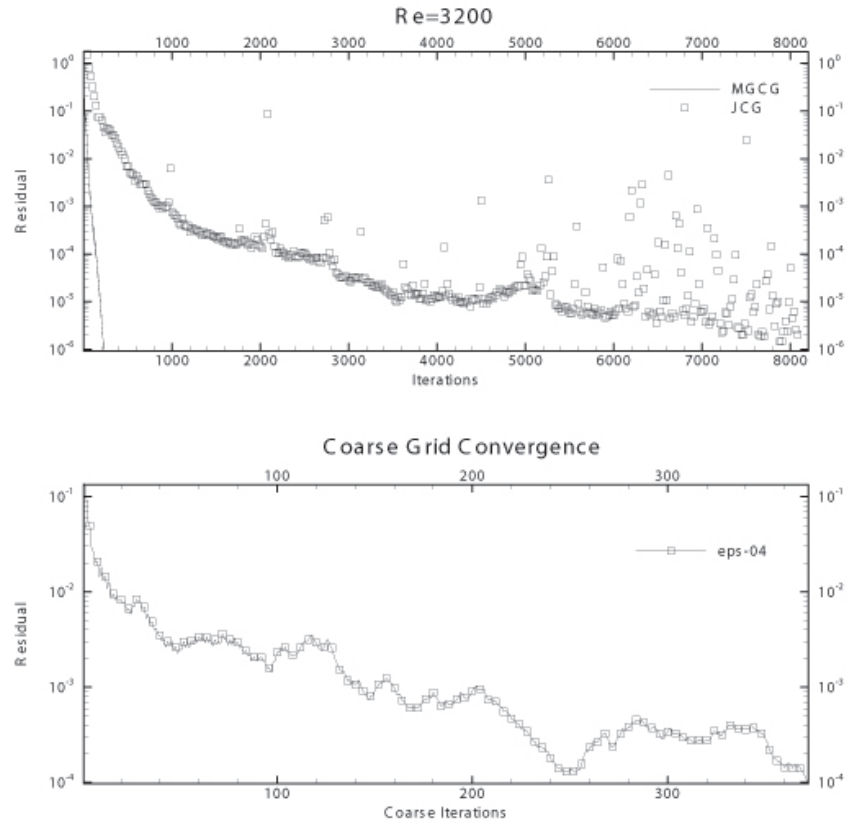 Re=3200
1000 2000 3000 4000 5000 6000 7000 8000
10^0 10^0
MGCG
JCG
10^-1 10^-1
10^-2 10^-2
Residual
10^-3 10^-3
10^-4 10^-4
10^-5 10^-5
10^-6 10^-6
1000 2000 3000 4000 5000 6000 7000 8000
Iterations
Coarse Grid Convergence
100 200 300
10^-1 10^-1
eps-04
10^-2 10^-2
Residual
10^-3 10^-3
10^-4 10^-4
100 200 300
Coarse Iterations